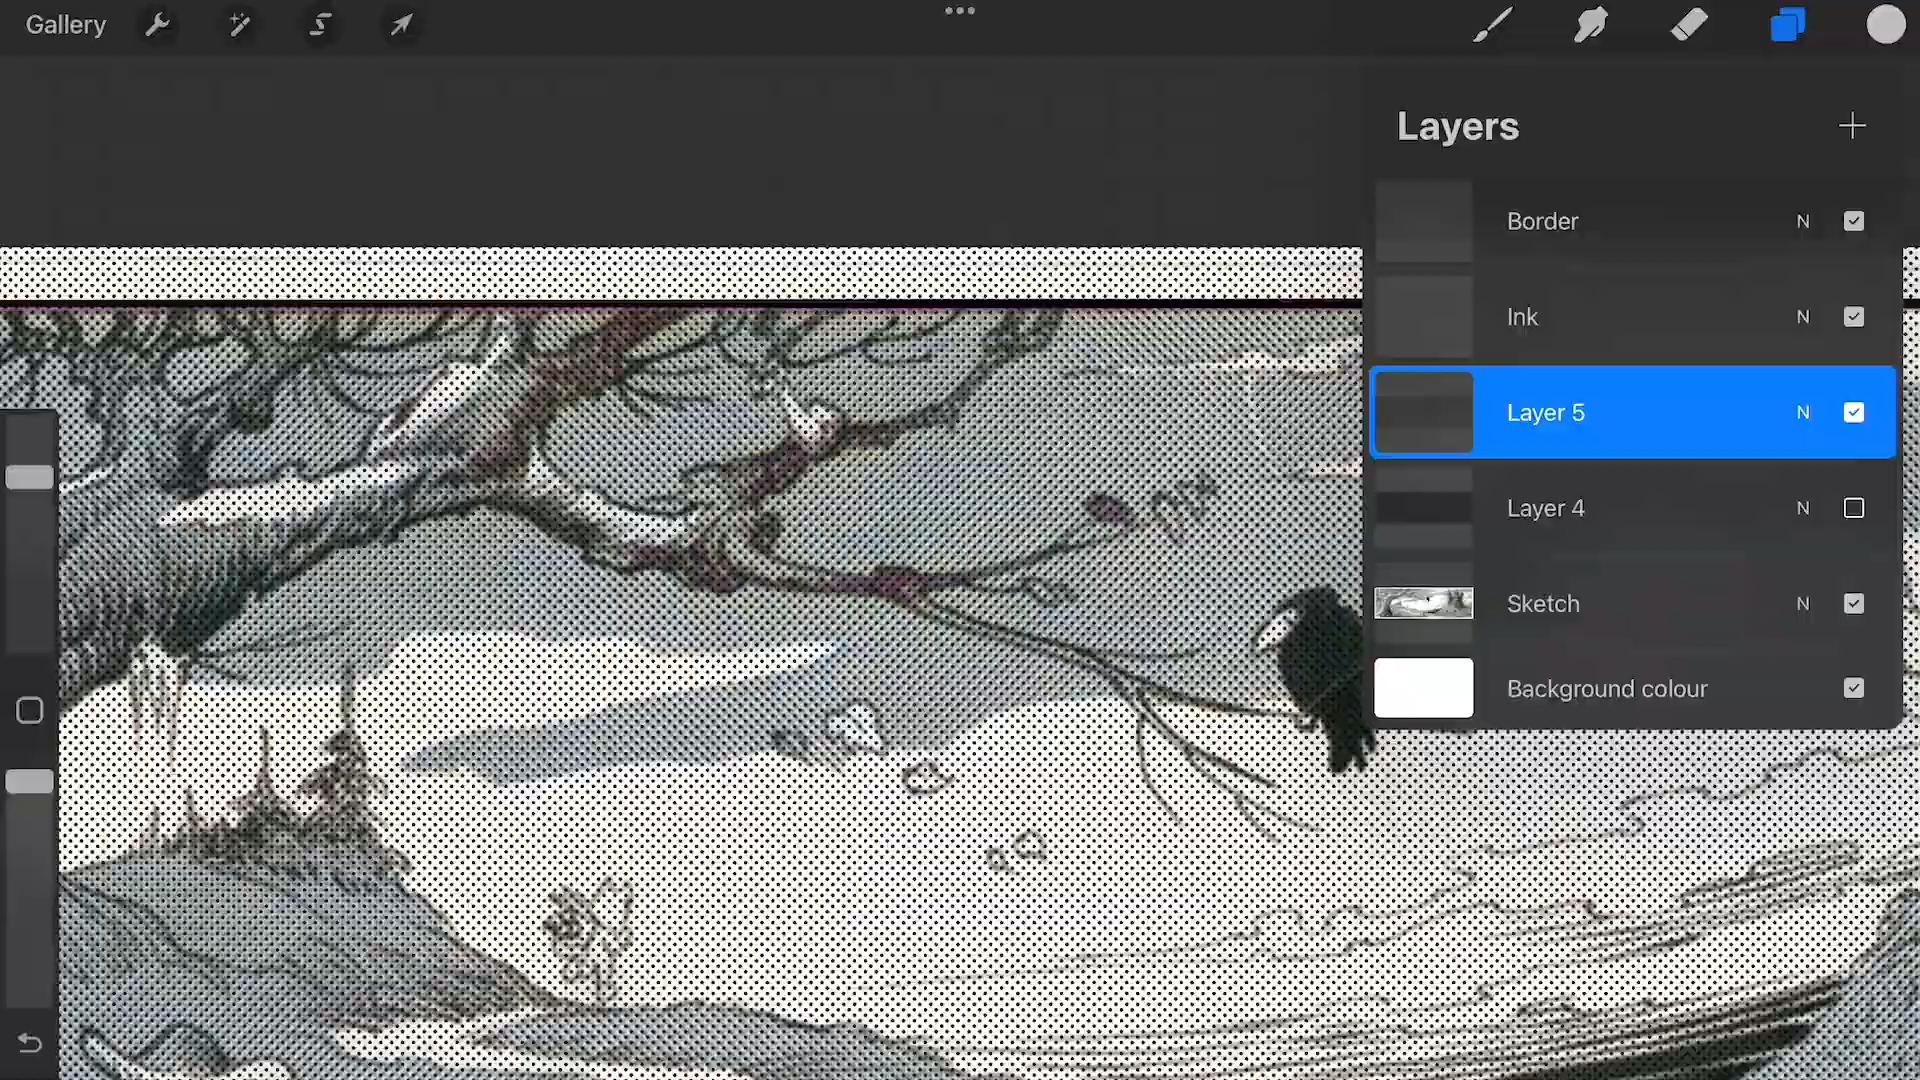 Gallery
Layers
Border N
Ink N
Layer 5 N
Layer 4 N
Sketch N
Background colour